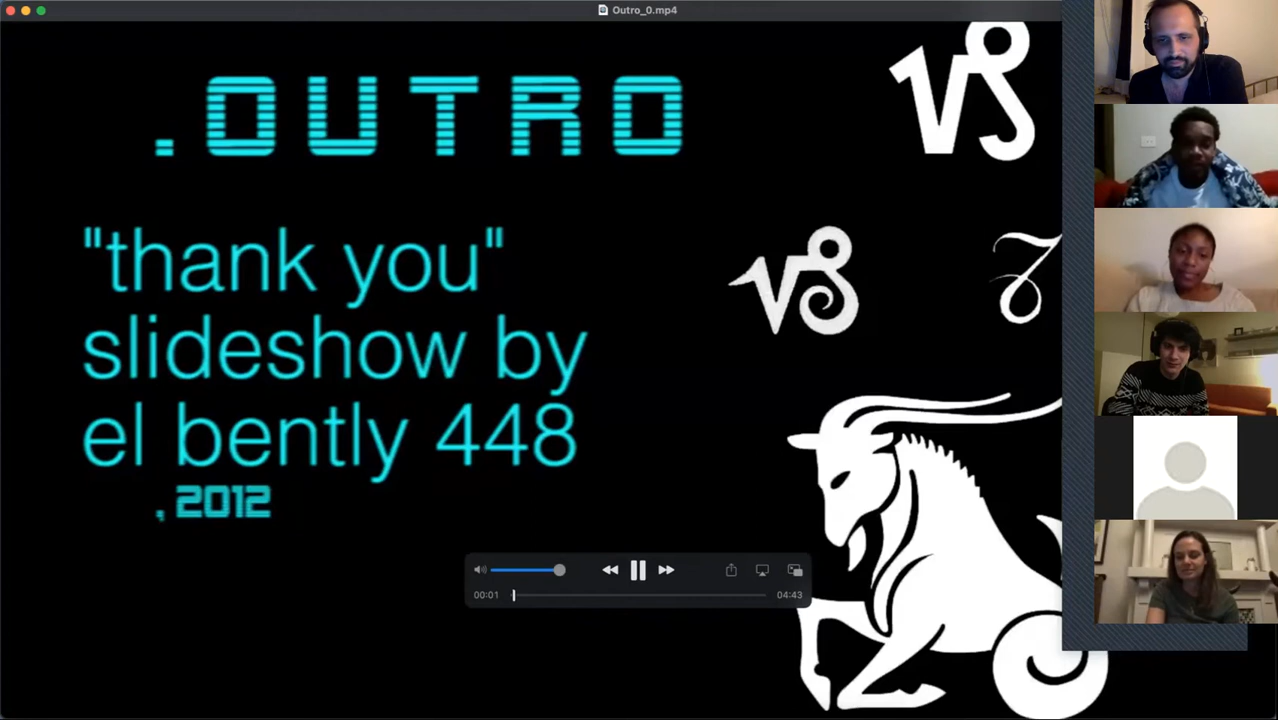 Outro_0.mp4
.OUTRO
"thank you"
slideshow by
el bently 448
, 2012
00:01
04:43